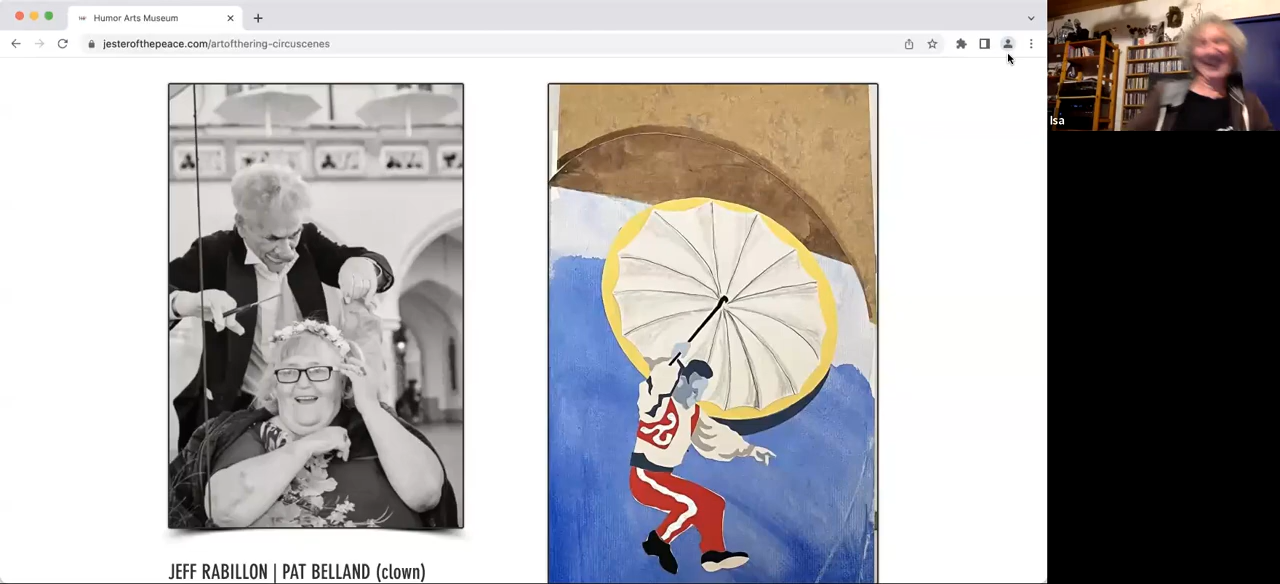 Humor Arts Museum
jesterofthepeace.com/artofthering-circuscenes
Isa
JEFF RABILLON | PAT BELLAND (clown)